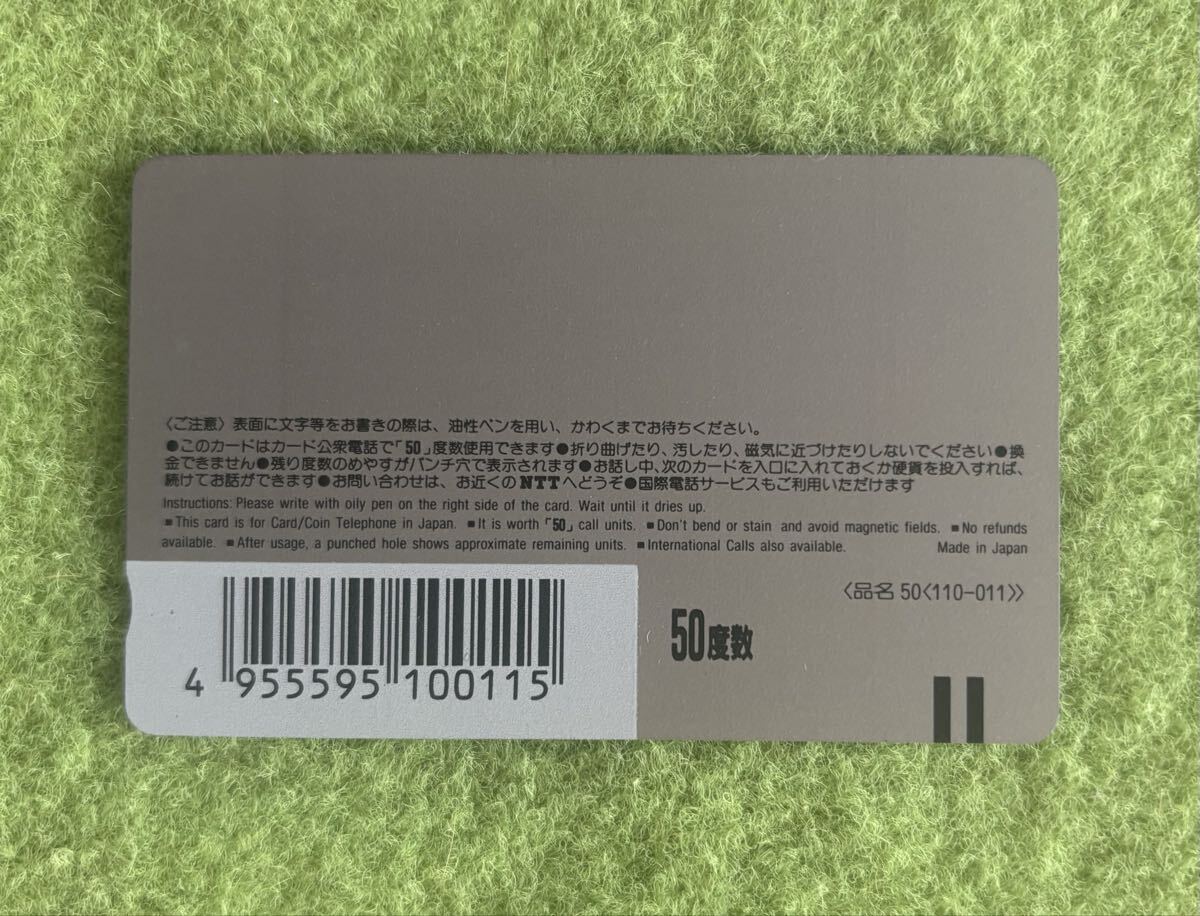 〈ご注意〉表面に文字等をお書きの際は、油性ペンを用い、かわくまでお待ちください。
●このカードはカード公衆電話で「50」度数使用できます●折り曲げたり、汚したり、磁気に近づけたりしないでください●換
金できません●残り度数のめやすがパンチ穴で表示されます●お話し中、次のカードを入口に入れておくか硬貨を投入すれば、
続けてお話ができます●お問い合わせは、お近くのNTTへどうぞ●国際電話サービスもご利用いただけます
Instructions: Please write with oily pen on the right side of the card. Wait until it dries up.
■This card is for Card/Coin Telephone in Japan. ■It is worth「50」call units. ■Don't bend or stain and avoid magnetic fields. ■No refunds
available. ■After usage, a punched hole shows approximate remaining units. ■International Calls also available. Made in Japan
〈品名 50〈110-011〉〉
50度数
4 955595 100115